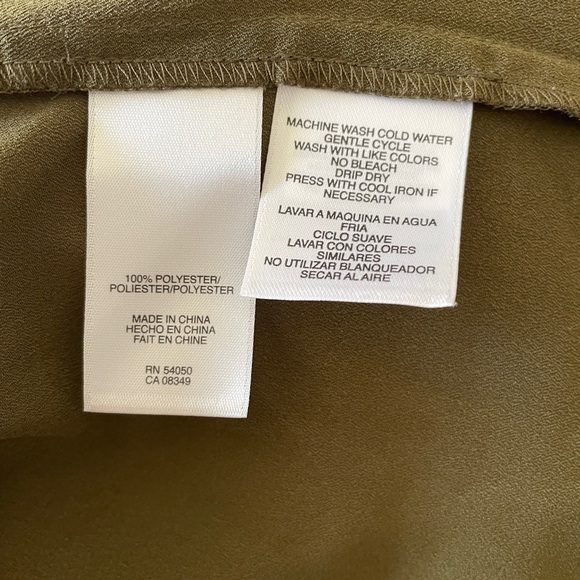 100% POLYESTER/
POLIESTER/POLYESTER
MADE IN CHINA
HECHO EN CHINA
FAIT EN CHINE
RN 54050
CA 08349
MACHINE WASH COLD WATER
GENTLE CYCLE
WASH WITH LIKE COLORS
NO BLEACH
DRIP DRY
PRESS WITH COOL IRON IF
NECESSARY
LAVAR A MAQUINA EN AGUA
FRIA
CICLO SUAVE
LAVAR CON COLORES
SIMILARES
NO UTILIZAR BLANQUEADOR
SECAR AL AIRE